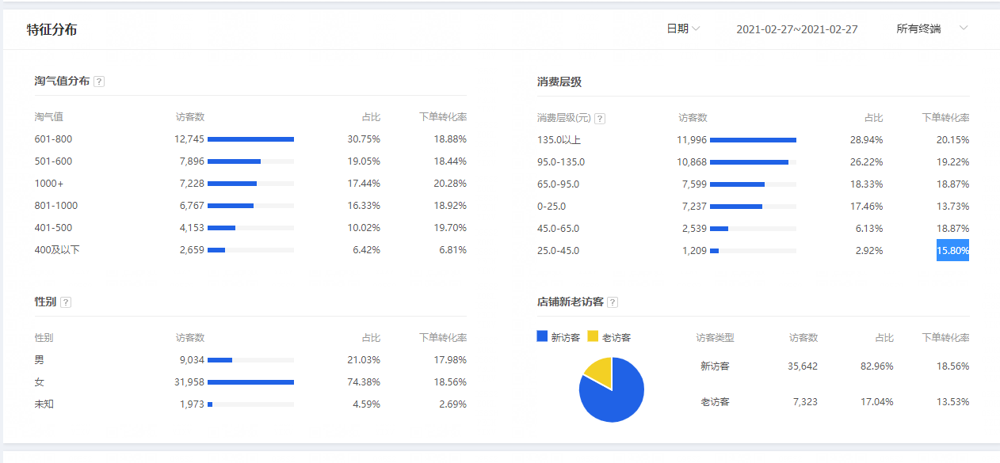 特征分布
日期 2021-02-27~2021-02-27 所有终端
淘气值分布 ?
淘气值 访客数 占比 下单转化率
601-800 12,745 30.75% 18.88%
501-600 7,896 19.05% 18.44%
1000+ 7,228 17.44% 20.28%
801-1000 6,767 16.33% 18.92%
401-500 4,153 10.02% 19.70%
400及以下 2,659 6.42% 6.81%
消费层级
消费层级(元) ? 访客数 占比 下单转化率
135.0以上 11,996 28.94% 20.15%
95.0-135.0 10,868 26.22% 19.22%
65.0-95.0 7,599 18.33% 18.87%
0-25.0 7,237 17.46% 13.73%
45.0-65.0 2,539 6.13% 18.87%
25.0-45.0 1,209 2.92% 15.80%
性别 ?
性别 访客数 占比 下单转化率
男 9,034 21.03% 17.98%
女 31,958 74.38% 18.56%
未知 1,973 4.59% 2.69%
店铺新老访客 ?
新访客 老访客 访客类型 访客数 占比 下单转化率
新访客 35,642 82.96% 18.56%
老访客 7,323 17.04% 13.53%